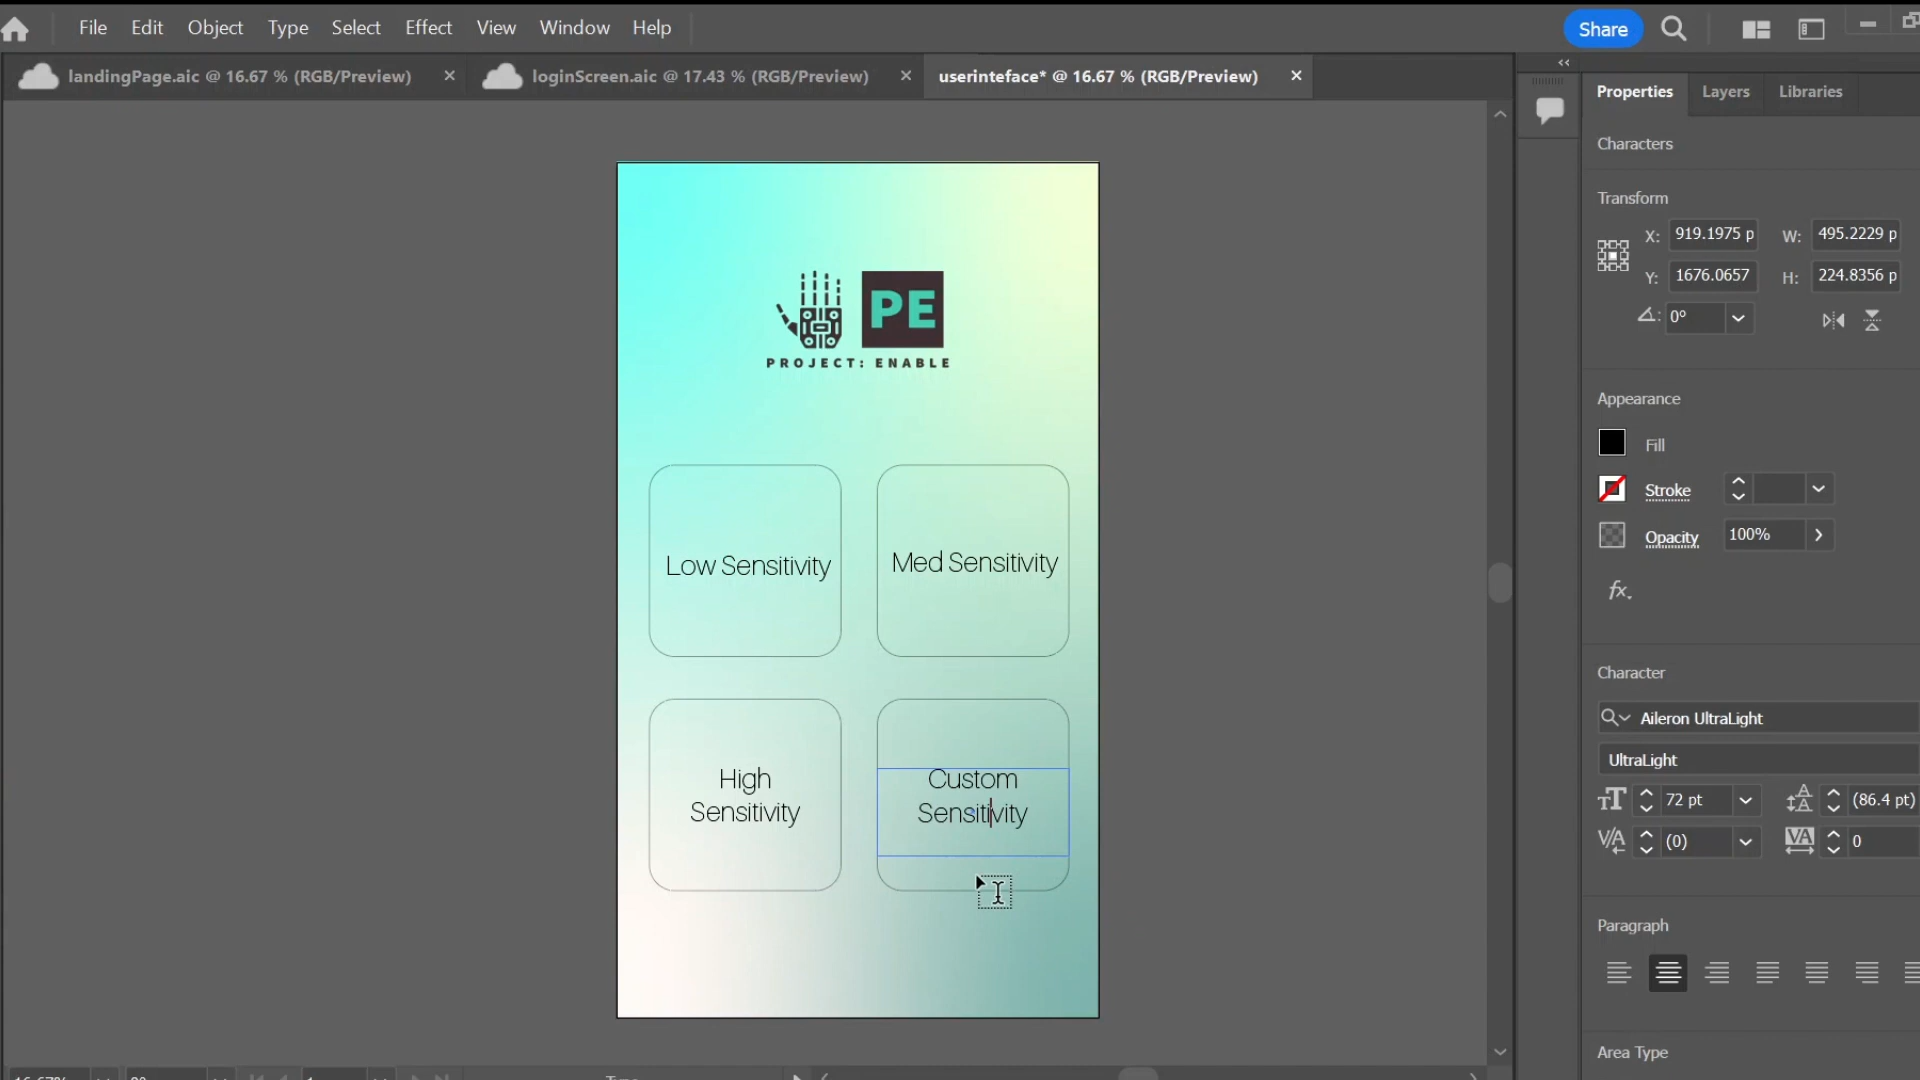 File Edit Object Type Select Effect View Window Help Share
landingPage.aic @ 16.67 % (RGB/Preview) × loginScreen.aic @ 17.43 % (RGB/Preview) × userinteface* @ 16.67 % (RGB/Preview) ×
Properties Layers Libraries
Characters
Transform
X: 919.1975 p W: 495.2229 p
Y: 1676.0657 H: 224.8356 p
0°
Appearance
Fill
Stroke
Opacity 100%
fx.
Character
Aileron UltraLight
UltraLight
72 pt (86.4 pt)
(0) 0
Paragraph
Area Type
PE
PROJECT: ENABLE
Low Sensitivity
Med Sensitivity
High
Sensitivity
Custom
Sensitivity